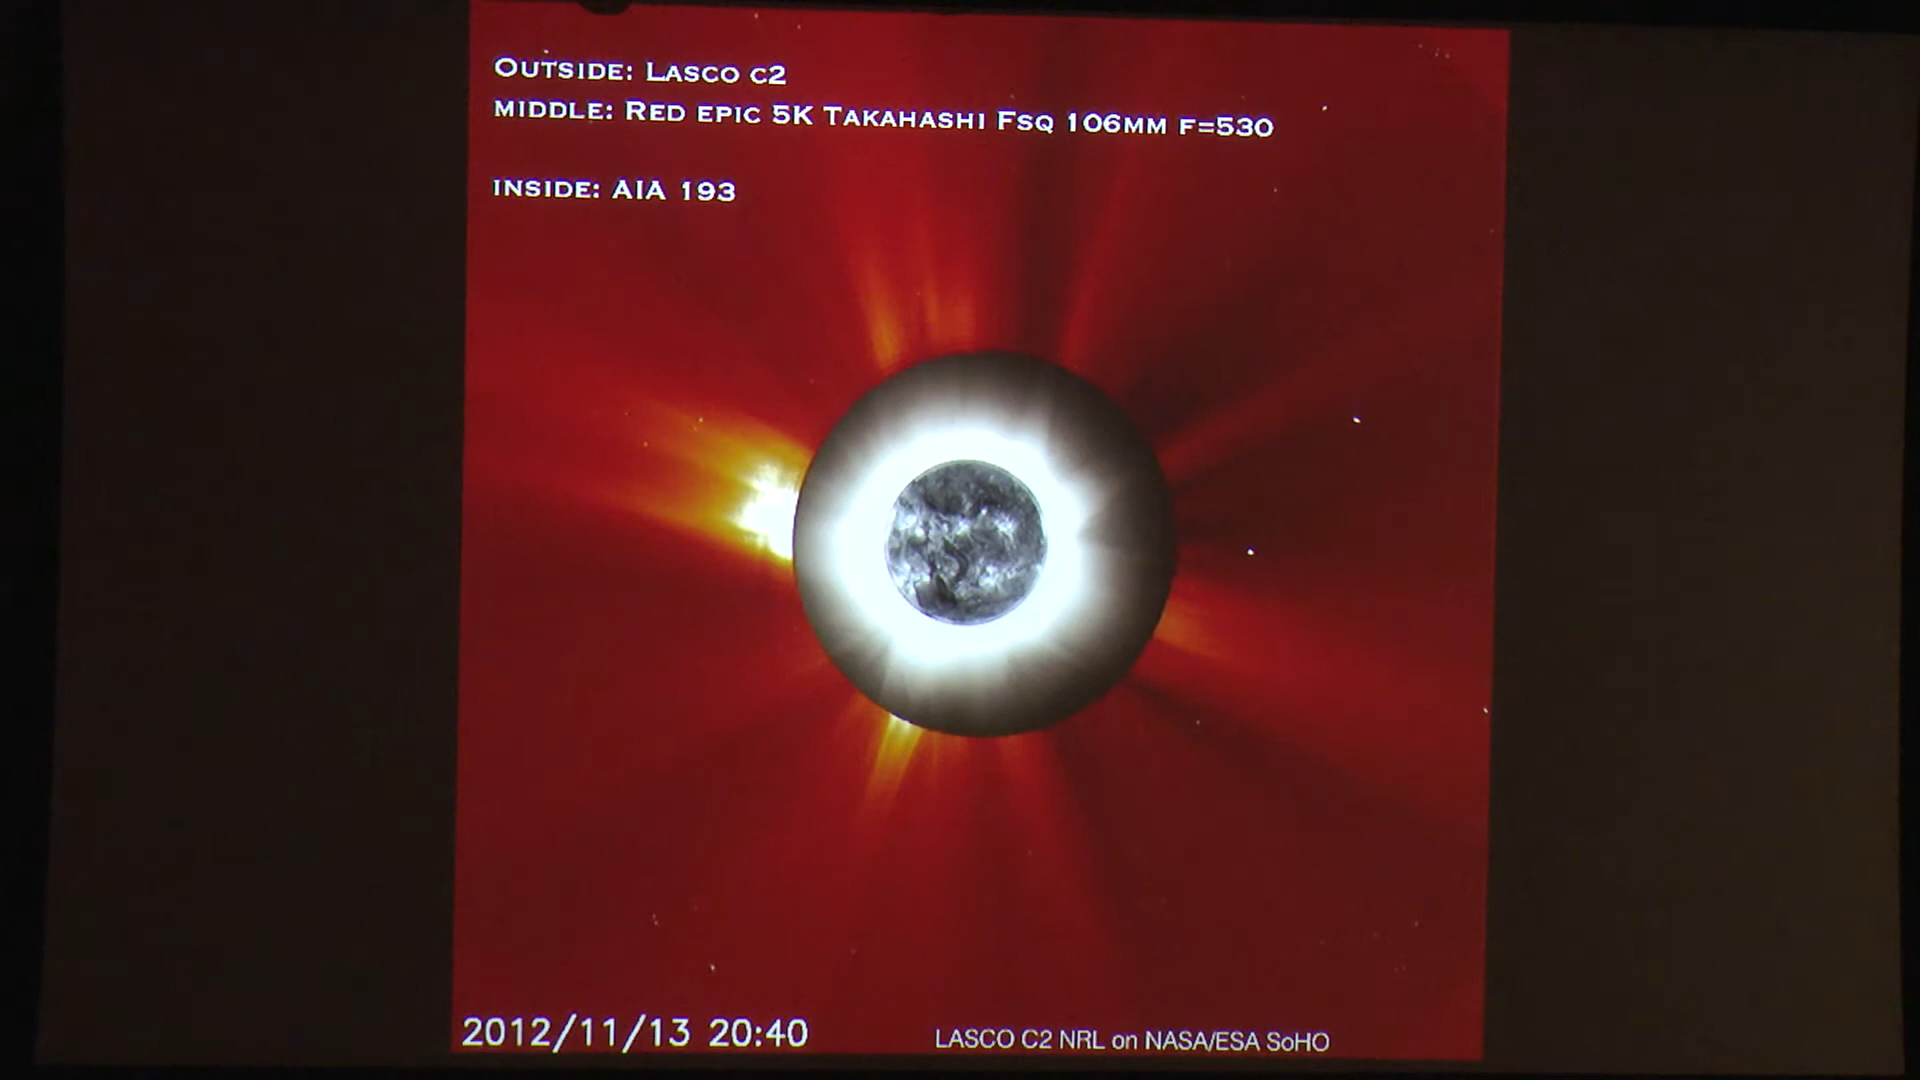 OUTSIDE: LASCO C2
MIDDLE: RED EPIC 5K TAKAHASHI FSQ 106MM F=530
INSIDE: AIA 193
2012/11/13 20:40
LASCO C2 NRL on NASA/ESA SoHO